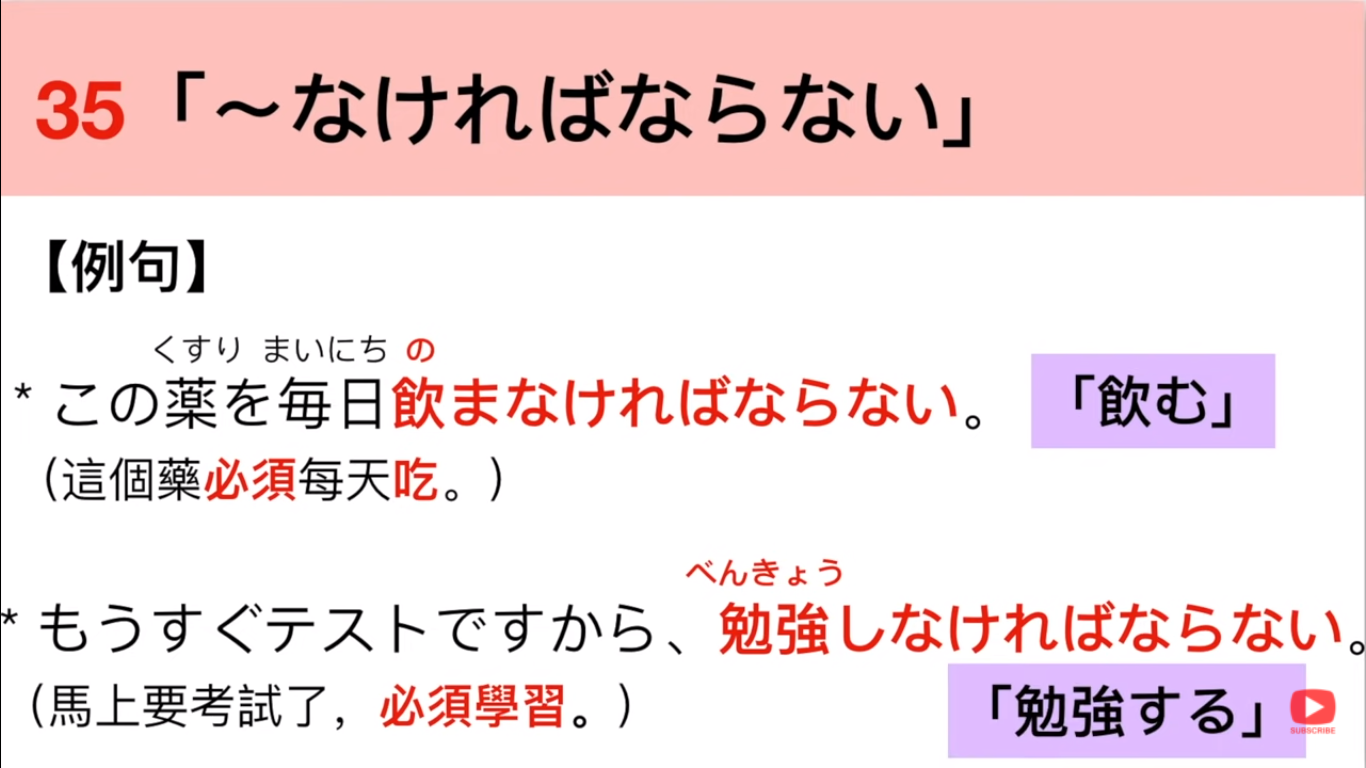 35「～なければならない」
【例句】
くすり まいにち の
* この薬を毎日飲まなければならない。
「飲む」
（這個藥必須每天吃。）
べんきょう
* もうすぐテストですから、勉強しなければならない。
（馬上要考試了，必須學習。）
「勉強する」
SUBSCRIBE